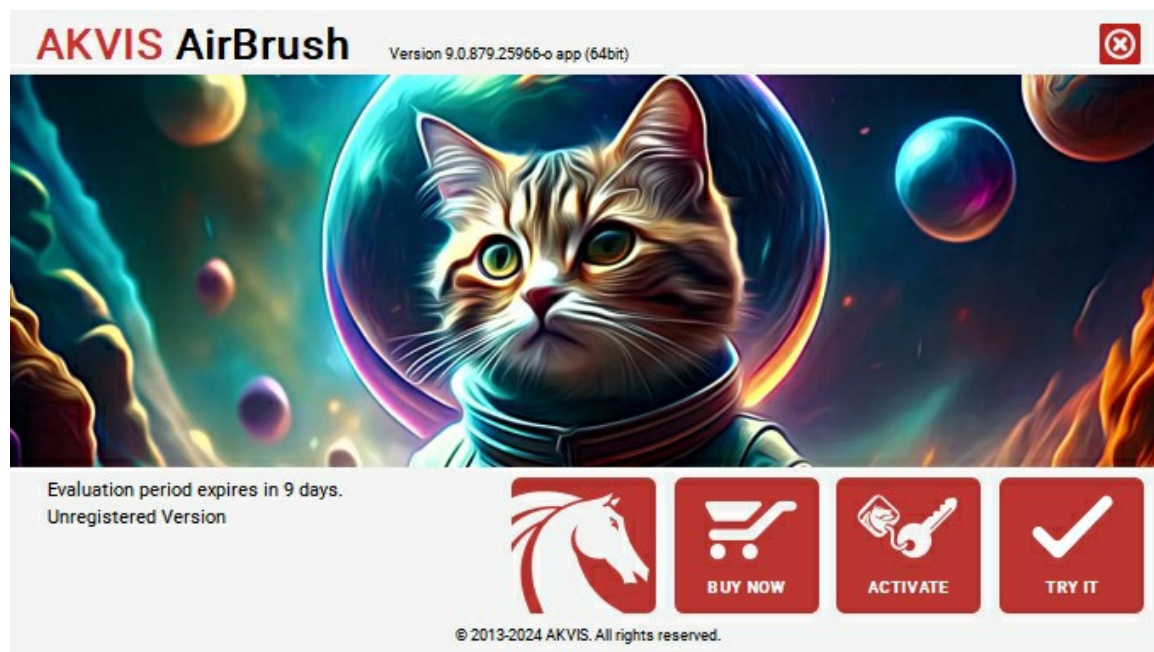 AKVIS AirBrush Version 9.0.879.25966-o app (64bit)
Evaluation period expires in 9 days.
Unregistered Version
BUY NOW ACTIVATE TRY IT
© 2013-2024 AKVIS. All rights reserved.